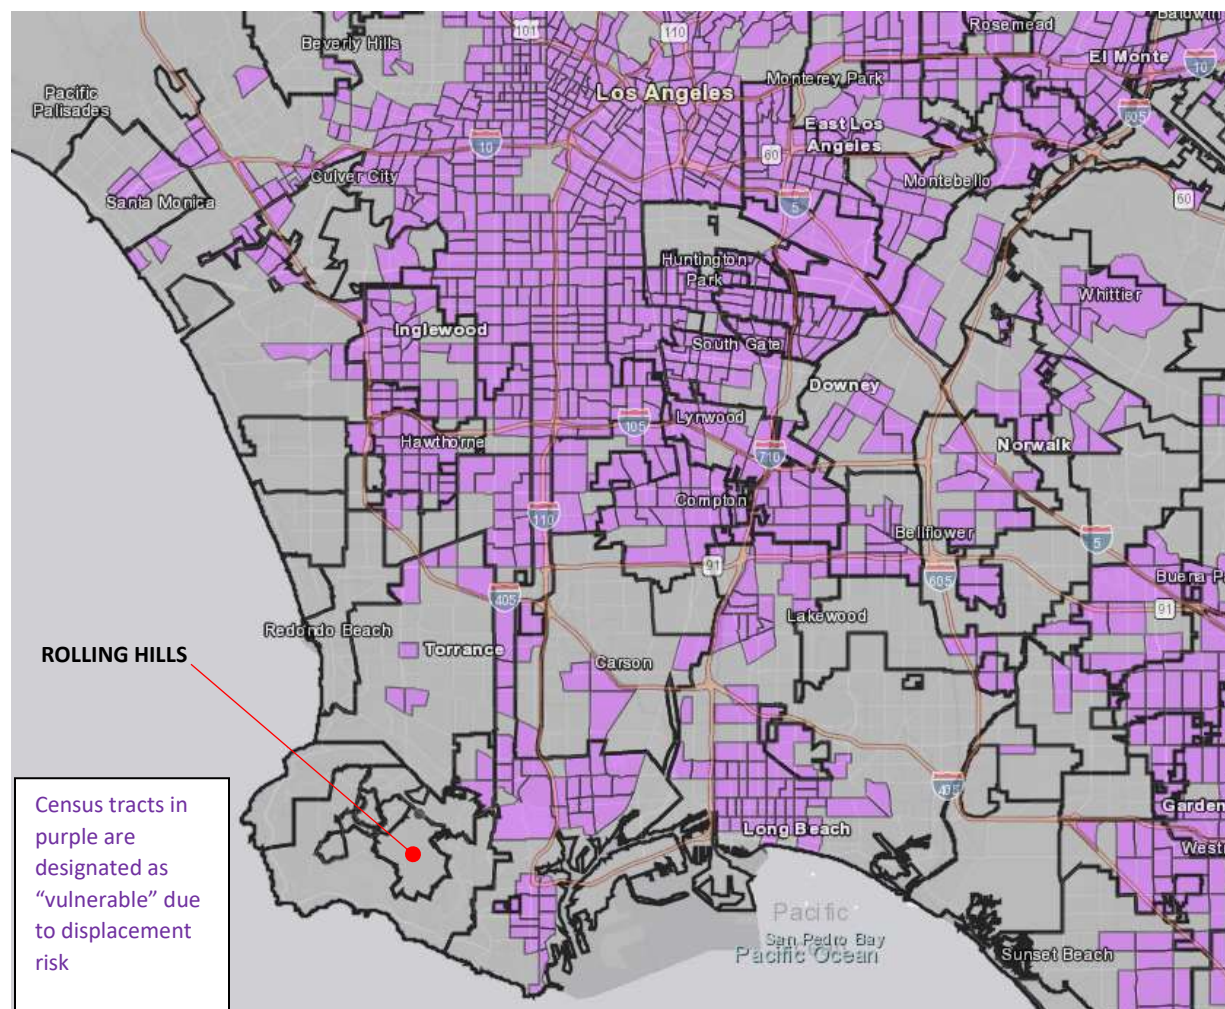 Rosemead
Baldwin
101
110
Beverly Hills
El Monte
10
Monterey Park
Pacific
Palisades
Los Angeles
605
East Los
Angeles
10
60
Culver City
Montebello
Santa Monica
5
60
Huntington
Park
Whittier
Inglewood
South Gate
Downey
Lynwood
105
Hawthorne
Norwalk
710
Compton
110
Bellflower
5
91
605
Buena P
405
91
Lakewood
Redondo Beach
Torrance
ROLLING HILLS
Carson
405
Garden
Long Beach
West
Census tracts in
purple are
designated as
“vulnerable” due
to displacement
risk
Pacific
San Pedro Bay
Pacific Ocean
Sunset Beach